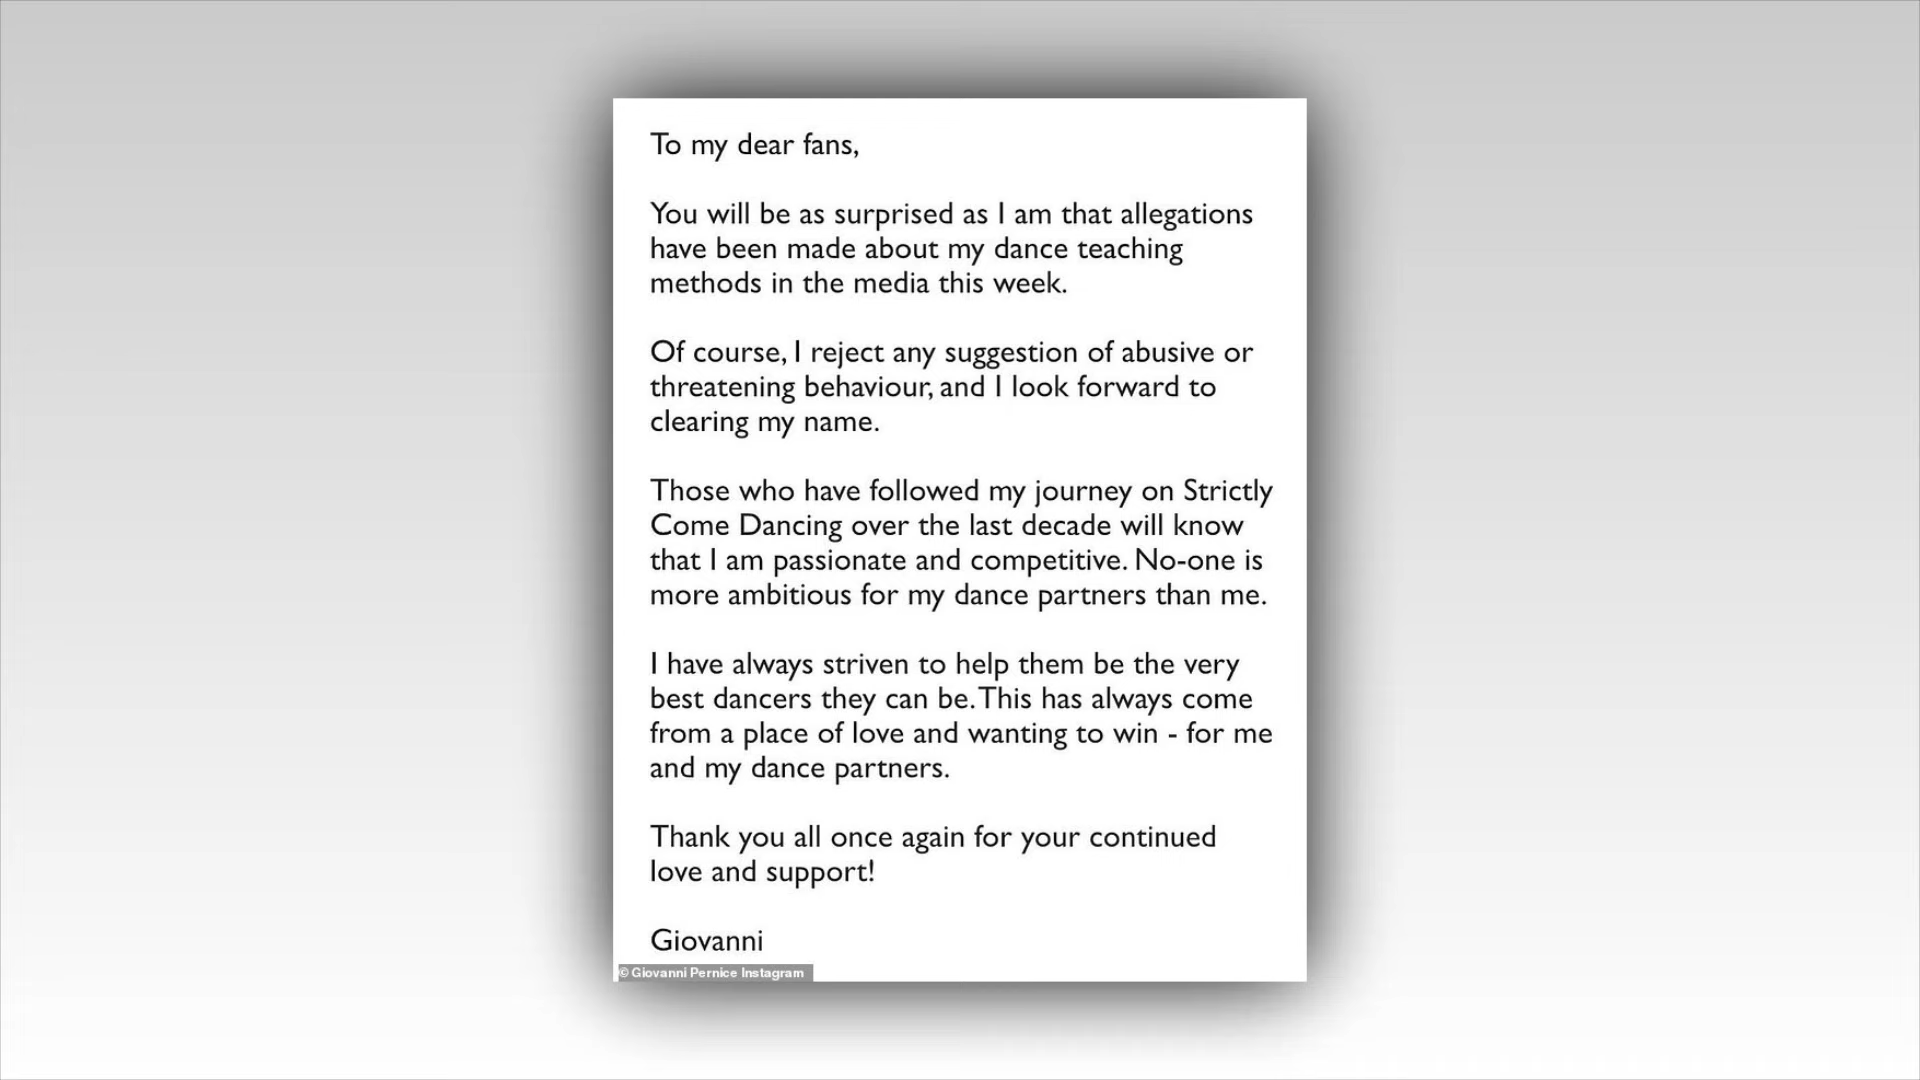 To my dear fans,
You will be as surprised as I am that allegations
have been made about my dance teaching
methods in the media this week.
Of course, I reject any suggestion of abusive or
threatening behaviour, and I look forward to
clearing my name.
Those who have followed my journey on Strictly
Come Dancing over the last decade will know
that I am passionate and competitive. No-one is
more ambitious for my dance partners than me.
I have always striven to help them be the very
best dancers they can be. This has always come
from a place of love and wanting to win - for me
and my dance partners.
Thank you all once again for your continued
love and support!
Giovanni
© Giovanni Pernice Instagram